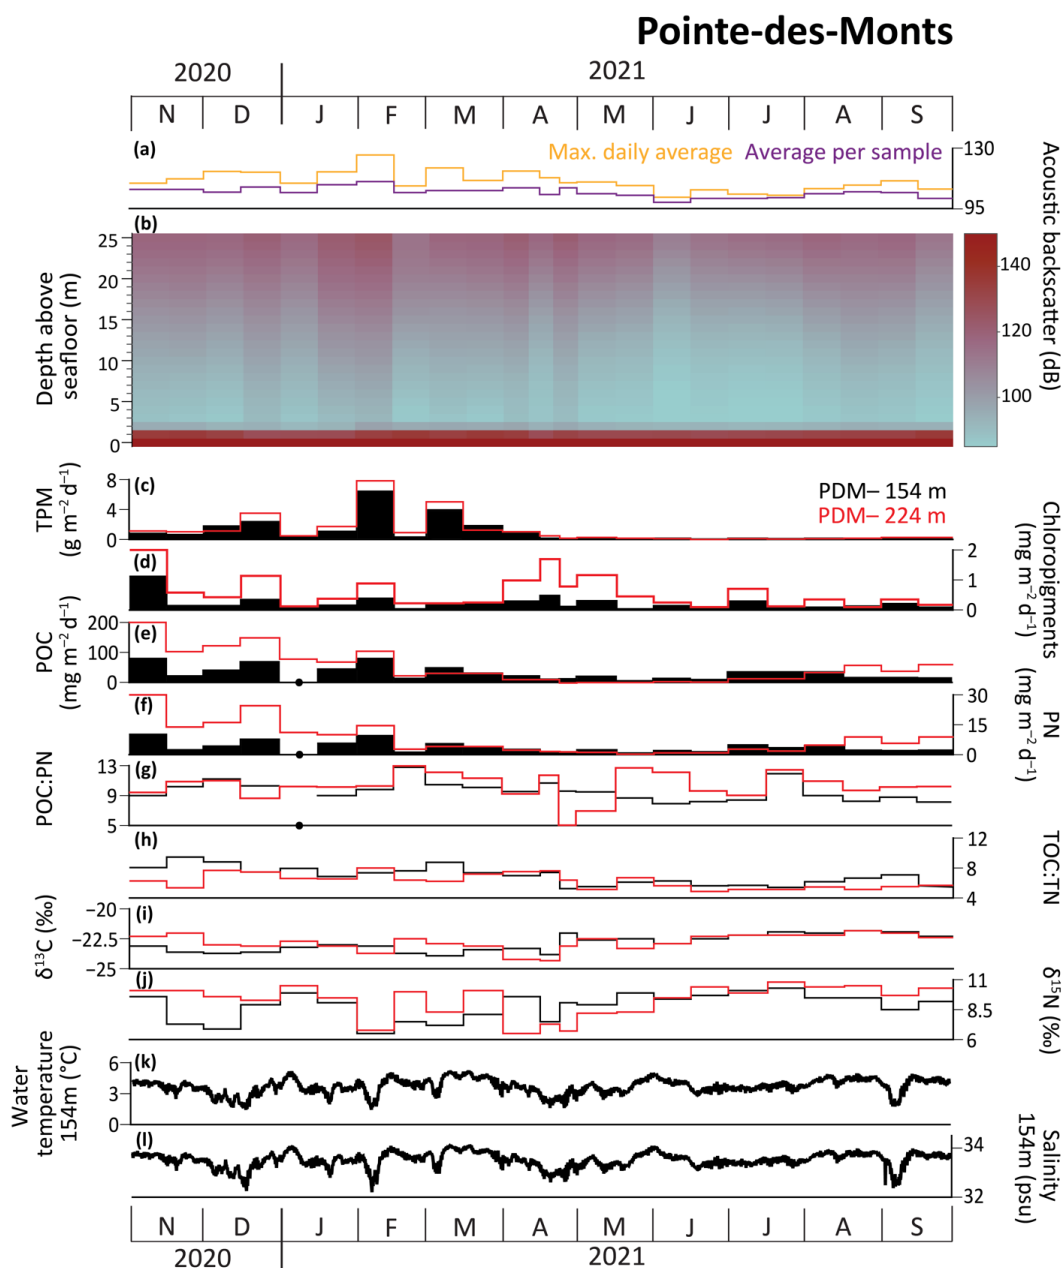 Pointe-des-Monts
2020 2021
N D J F M A M J J A S
(a) Max. daily average Average per sample 130
95
Acoustic backscatter (dB)
(b)
Depth above
seafloor (m)
25
20
15
10
5
0
140
120
100
TPM
(g m⁻² d⁻¹)
8
4
0
(c) PDM– 154 m
PDM– 224 m
Chloropigments
(mg m⁻² d⁻¹)
(d) 2
1
0
POC
(mg m⁻² d⁻¹)
200
100
0
(e)
PN
(mg m⁻² d⁻¹)
(f) 30
15
0
POC:PN
13
9
5
(g)
TOC:TN
(h) 12
8
4
δ¹³C (‰)
−20
−22.5
−25
(i)
δ¹⁵N (‰)
(j) 11
8.5
6
Water
temperature
154m (°C)
6
3
0
(k)
Salinity
154m (psu)
(l) 34
32
N D J F M A M J J A S
2020 2021